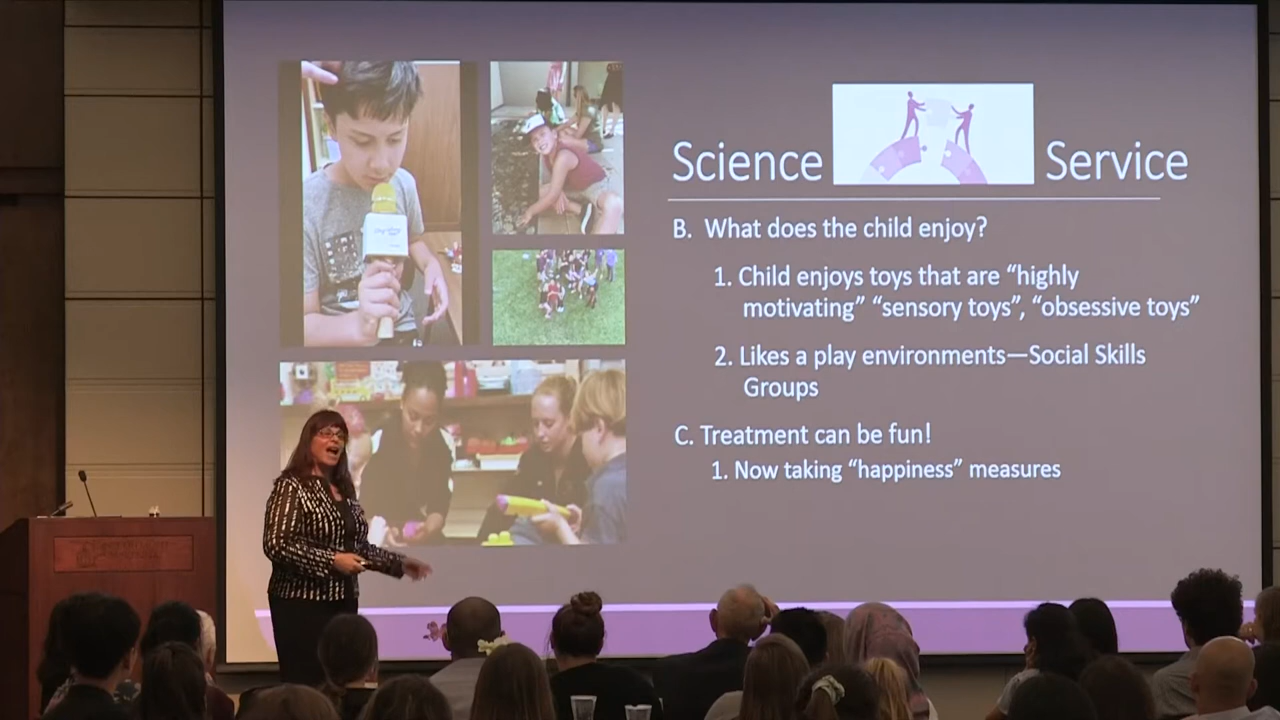 Science Service
B. What does the child enjoy?
1. Child enjoys toys that are “highly
motivating” “sensory toys”, “obsessive toys”
2. Likes a play environments—Social Skills
Groups
C. Treatment can be fun!
1. Now taking “happiness” measures